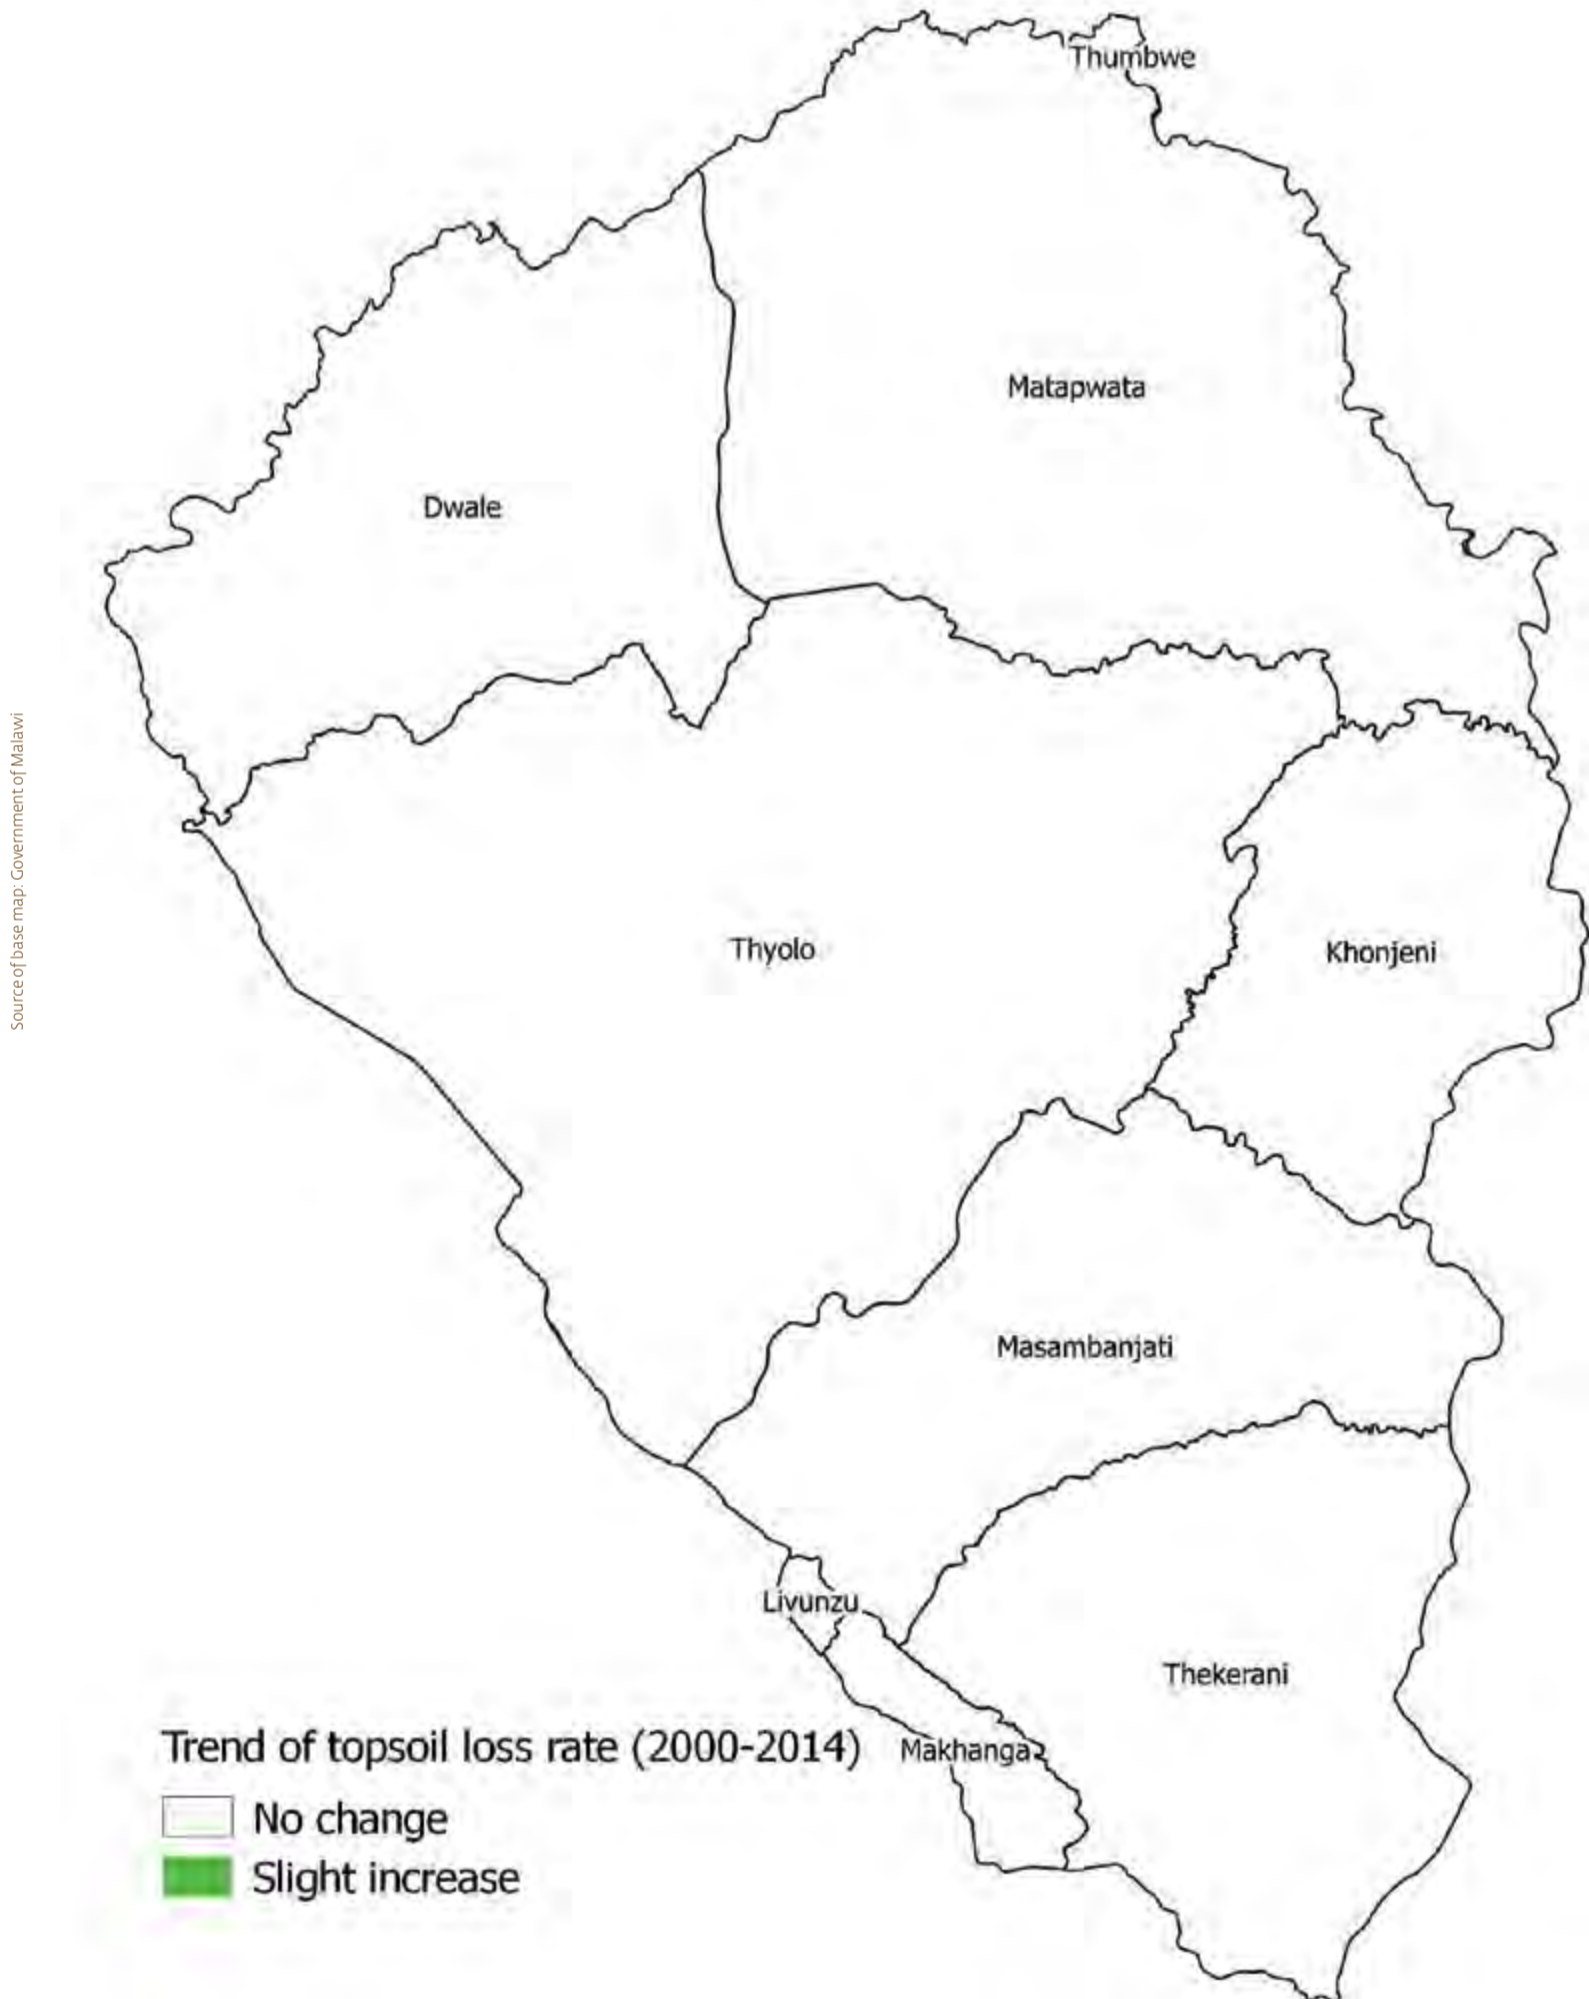 Thumbwe
Matapwata
Dwale
Source of base map: Government of Malawi
Thyolo
Khonjeni
Masambanjati
Livunzu
Thekerani
Makhanga
Trend of topsoil loss rate (2000-2014)
No change
Slight increase